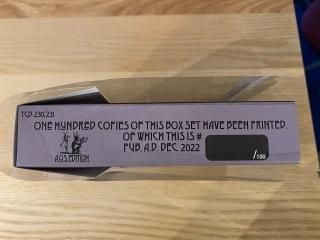 TCD-230,231
ONE HUNDRED COPIES OF THIS BOX SET HAVE BEEN PRINTED.
OF WHICH THIS IS #
/100
PUB. A.D. DEC. 2022
A.O.S. EDITION